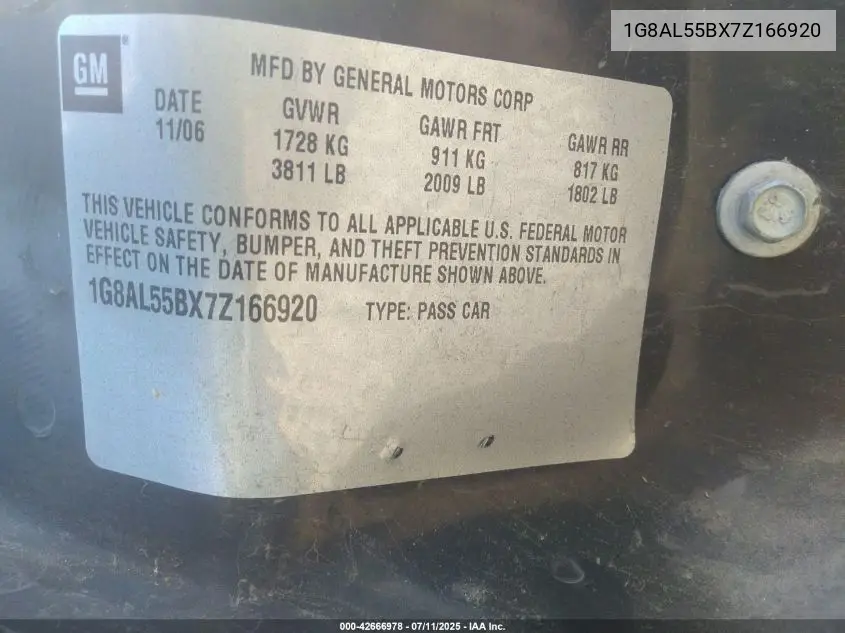 1G8AL55BX7Z166920
GM
MFD BY GENERAL MOTORS CORP
DATE GVWR GAWR FRT GAWR RR
11/06 1728 KG 911 KG 817 KG
3811 LB 2009 LB 1802 LB
THIS VEHICLE CONFORMS TO ALL APPLICABLE U.S. FEDERAL MOTOR
VEHICLE SAFETY, BUMPER, AND THEFT PREVENTION STANDARDS IN
EFFECT ON THE DATE OF MANUFACTURE SHOWN ABOVE.
1G8AL55BX7Z166920 TYPE: PASS CAR
000-42666978 - 07/11/2025 - IAA Inc.